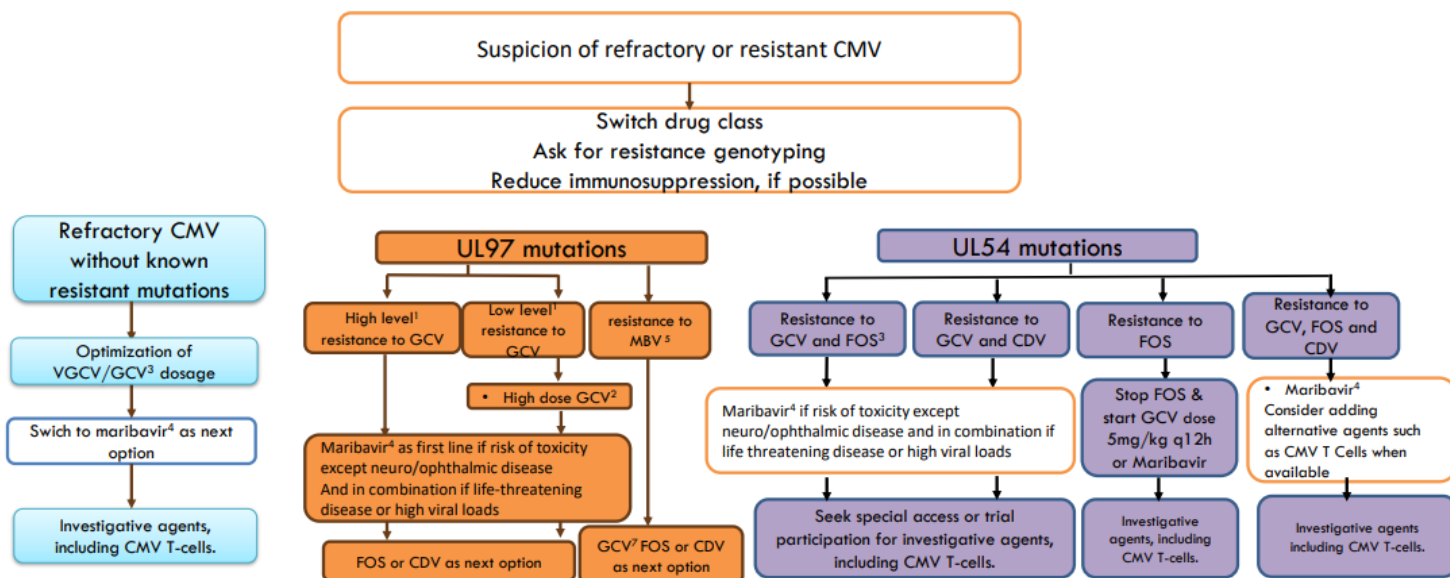 Suspicion of refractory or resistant CMV
Switch drug class
Ask for resistance genotyping
Reduce immunosuppression, if possible
Refractory CMV
without known
resistant mutations
Optimization of
VGCV/GCV³ dosage
Swich to maribavir⁴ as next
option
Investigative agents,
including CMV T-cells.
UL97 mutations
High level¹
resistance to GCV
Low level¹
resistance to
GCV
resistance to
MBV ⁵
• High dose GCV²
Maribavir⁴ as first line if risk of toxicity
except neuro/ophthalmic disease
And in combination if life-threatening
disease or high viral loads
FOS or CDV as next option
GCV⁷ FOS or CDV
as next option
UL54 mutations
Resistance to
GCV and FOS³
Resistance to
GCV and CDV
Resistance to
FOS
Resistance to
GCV, FOS and
CDV
Maribavir⁴ if risk of toxicity except
neuro/ophthalmic disease and in combination if
life threatening disease or high viral loads
Stop FOS &
start GCV dose
5mg/kg q12h
or Maribavir
• Maribavir⁴
Consider adding
alternative agents such
as CMV T Cells when
available
Seek special access or trial
participation for investigative agents,
including CMV T-cells.
Investigative
agents, including
CMV T-cells.
Investigative agents
including CMV T-cells.